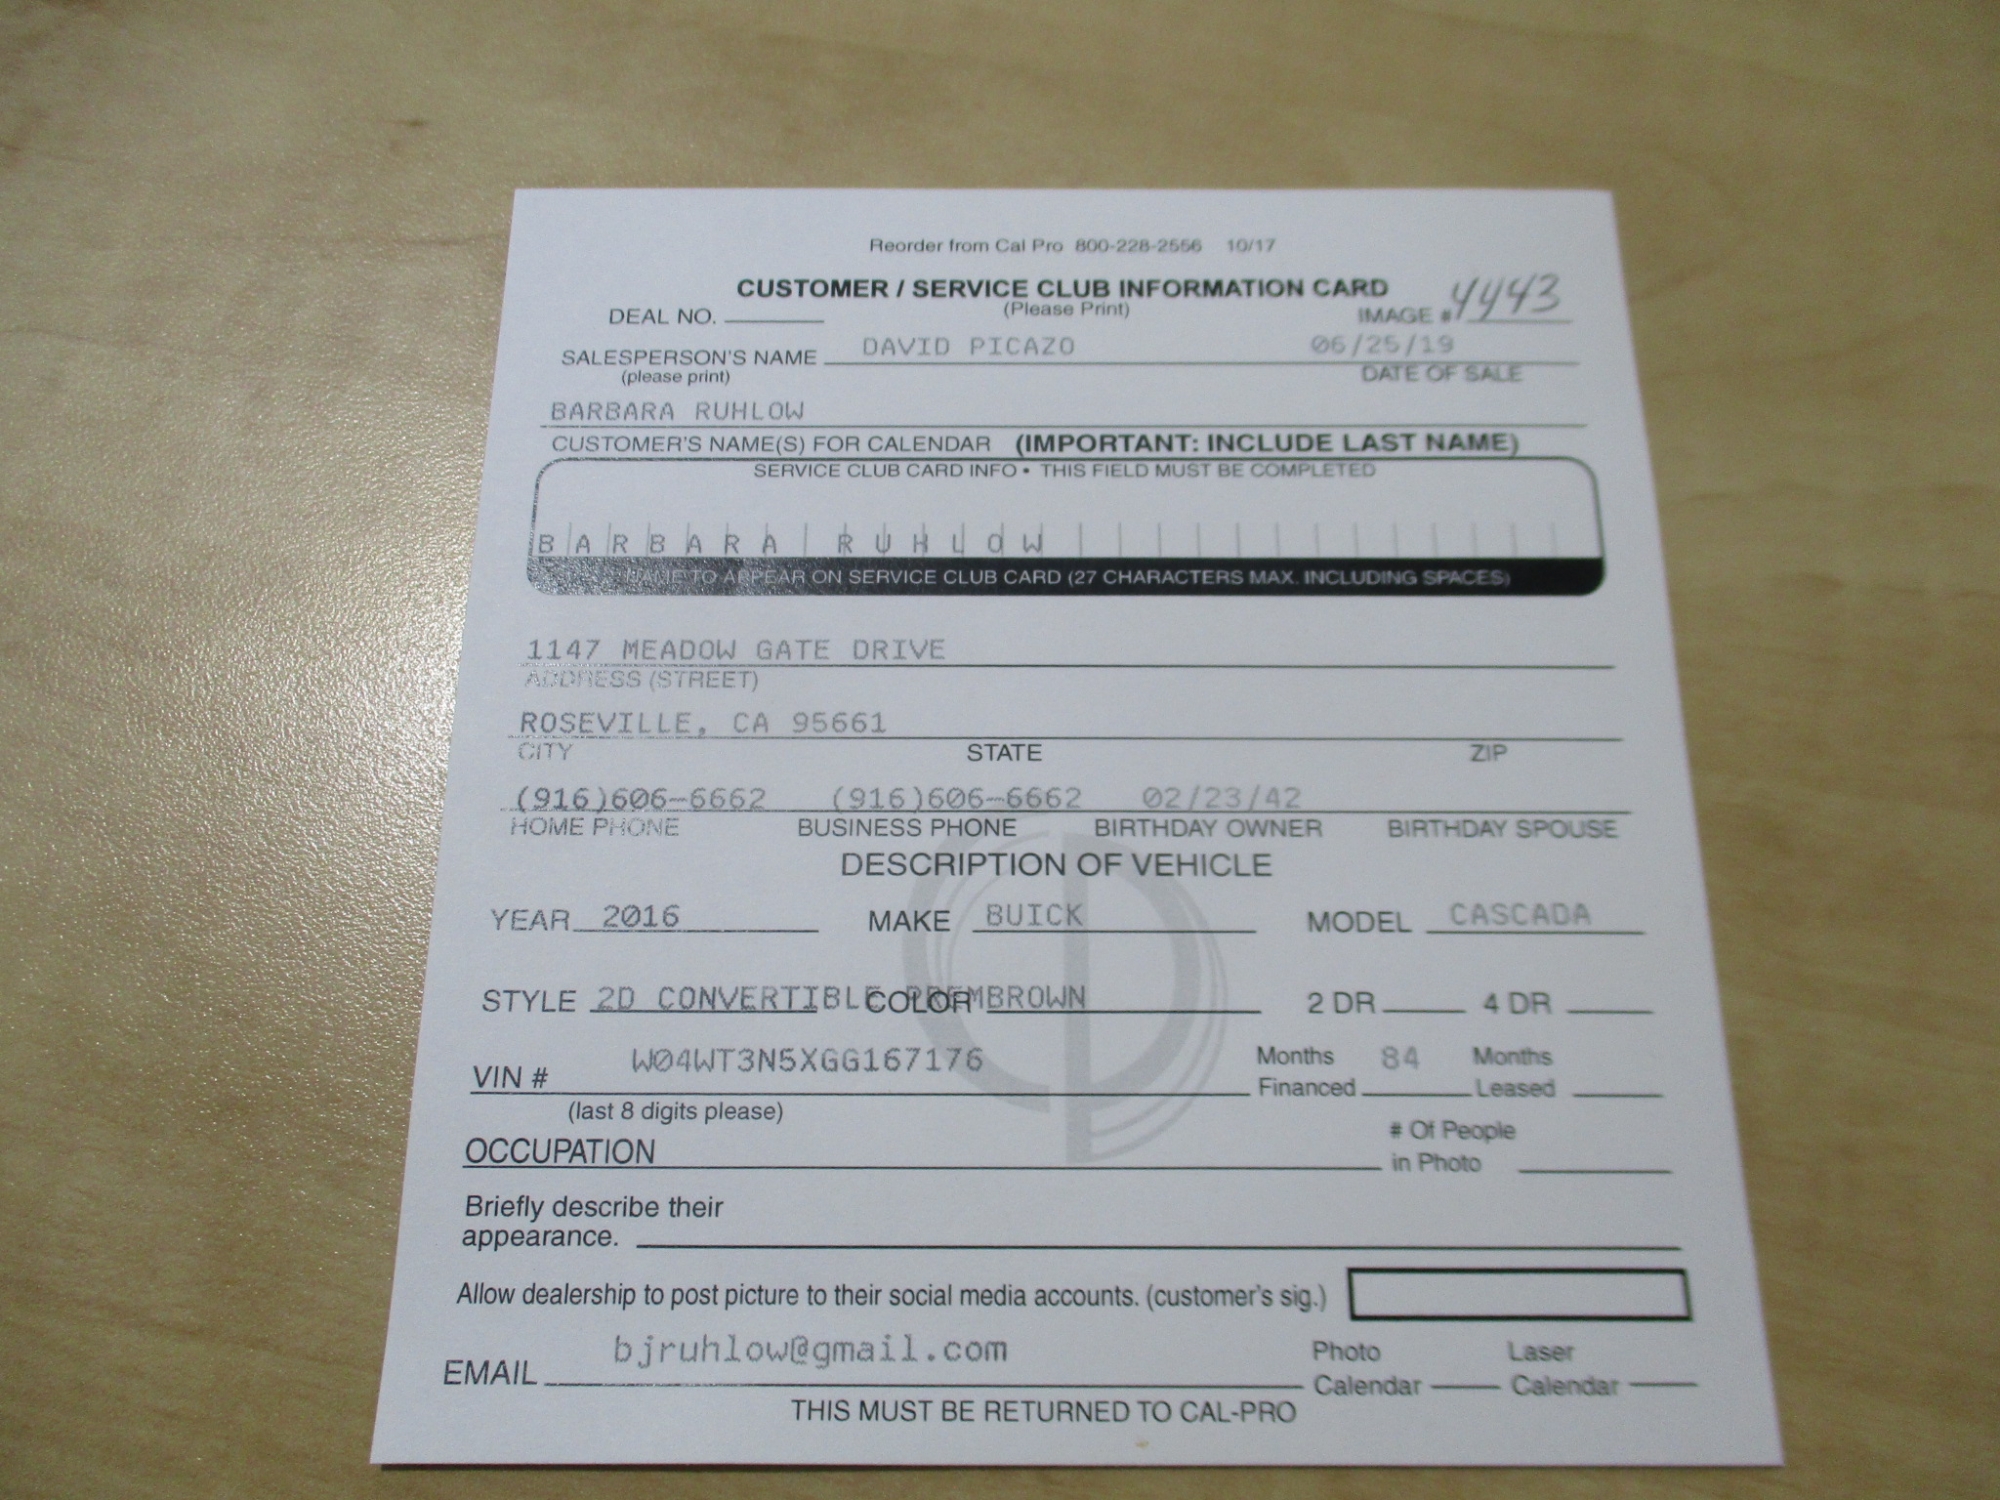 Reorder from Cal Pro 800-228-2556 10/17
CUSTOMER / SERVICE CLUB INFORMATION CARD
DEAL NO. (Please Print) IMAGE # 4443
SALESPERSON'S NAME DAVID PICAZO 06/25/19
(please print) DATE OF SALE
BARBARA RUHLOW
CUSTOMER'S NAME(S) FOR CALENDAR (IMPORTANT: INCLUDE LAST NAME)
SERVICE CLUB CARD INFO • THIS FIELD MUST BE COMPLETED
BARBARA RUHLOW
NAME TO APPEAR ON SERVICE CLUB CARD (27 CHARACTERS MAX. INCLUDING SPACES)
1147 MEADOW GATE DRIVE
ADDRESS (STREET)
ROSEVILLE, CA 95661
CITY STATE ZIP
(916)606-6662 (916)606-6662 02/23/42
HOME PHONE BUSINESS PHONE BIRTHDAY OWNER BIRTHDAY SPOUSE
DESCRIPTION OF VEHICLE
YEAR 2016 MAKE BUICK MODEL CASCADA
STYLE 2D CONVERTIBLE PREM COLOR BROWN 2 DR 4 DR
VIN # W04WT3N5XGG167176 Months Financed 84 Months Leased
(last 8 digits please)
OCCUPATION # Of People in Photo
Briefly describe their
appearance.
Allow dealership to post picture to their social media accounts. (customer's sig.)
EMAIL bjruhlow@gmail.com Photo Calendar Laser Calendar
THIS MUST BE RETURNED TO CAL-PRO